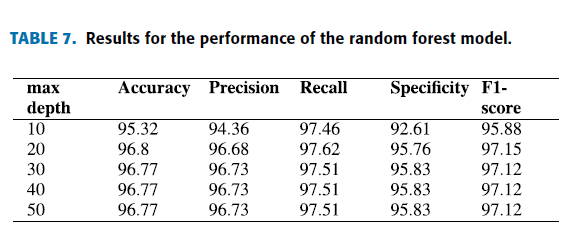 TABLE 7. Results for the performance of the random forest model.
max depth Accuracy Precision Recall Specificity F1-score
10 95.32 94.36 97.46 92.61 95.88
20 96.8 96.68 97.62 95.76 97.15
30 96.77 96.73 97.51 95.83 97.12
40 96.77 96.73 97.51 95.83 97.12
50 96.77 96.73 97.51 95.83 97.12